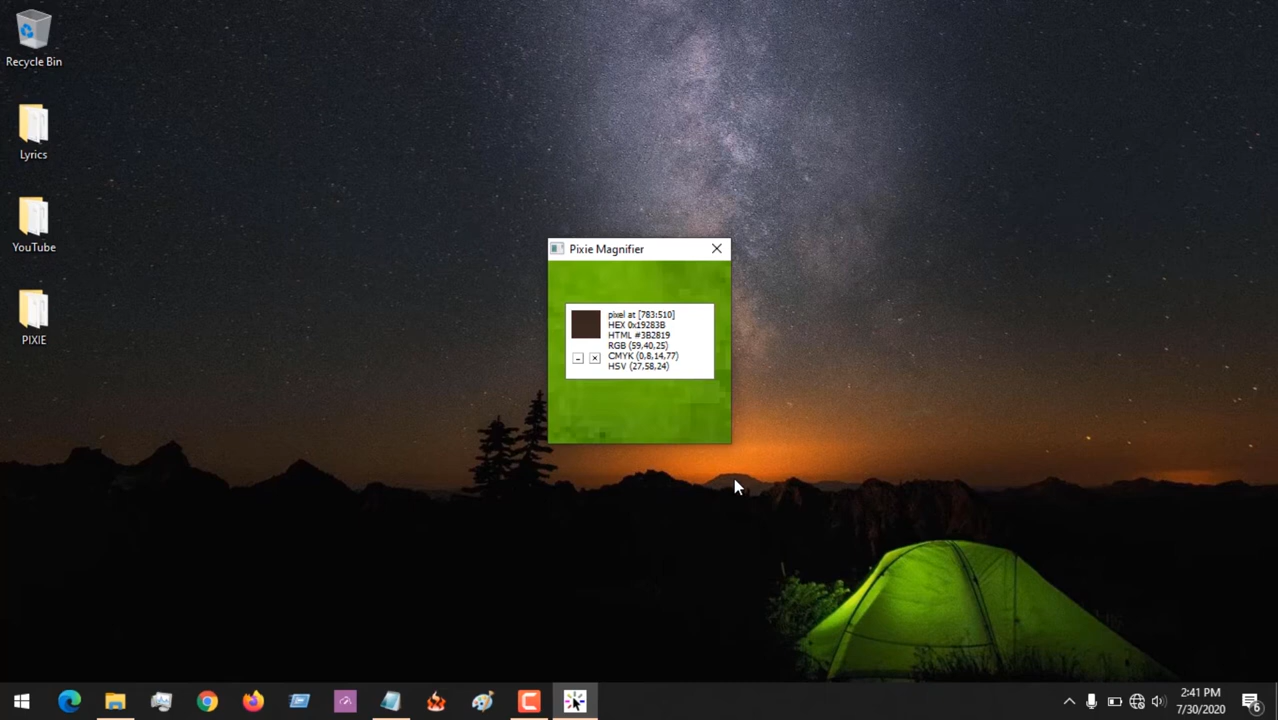 Recycle Bin
Lyrics
YouTube
PIXIE
Pixie Magnifier
pixel at [783:510]
HEX 0x19283B
HTML #3B2819
RGB (59,40,25)
CMYK (0,8,14,77)
HSV (27,58,24)
2:41 PM
7/30/2020
6